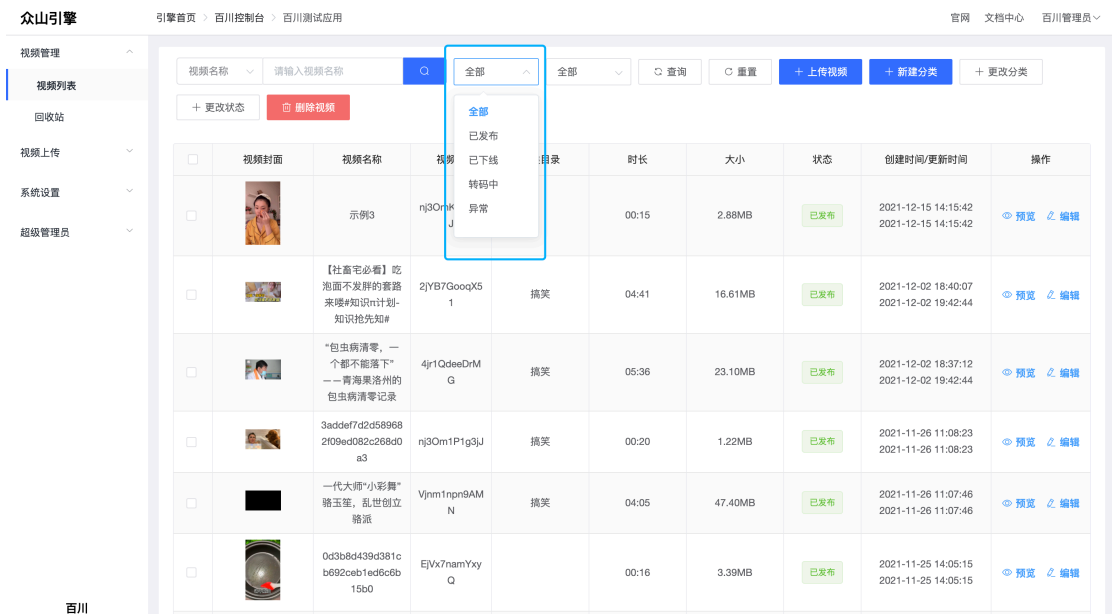 众山引擎
引擎首页 > 百川控制台 > 百川测试应用
官网 文档中心 百川管理员
视频管理
视频列表
回收站
视频上传
系统设置
超级管理员
百川
视频名称 请输入视频名称 全部 全部 查询 重置 + 上传视频 + 新建分类 + 更改分类
+ 更改状态 删除视频
全部
已发布
已下线
转码中
异常
视频封面 视频名称 视频 目录 时长 大小 状态 创建时间/更新时间 操作
示例3 00:15 2.88MB 已发布 2021-12-15 14:15:42 预览 编辑
2021-12-15 14:15:42
【社畜宅必看】吃
泡面不发胖的套路
来喽#知识π计划-
知识抢先知#
2jYB7GooqX5
1
搞笑 04:41 16.61MB 已发布 2021-12-02 18:40:07 预览 编辑
2021-12-02 19:42:44
“包虫病清零，一
个都不能落下”
——青海果洛州的
包虫病清零记录
4jr1QdeeDrM
G
搞笑 05:36 23.10MB 已发布 2021-12-02 18:37:12 预览 编辑
2021-12-02 19:42:44
3addef7d2d58968
2f09ed082c268d0
a3
nj3Om1P1g3jJ 搞笑 00:20 1.22MB 已发布 2021-11-26 11:08:23 预览 编辑
2021-11-26 11:08:23
一代大师“小彩舞”
骆玉笙，乱世创立
骆派
Vjnm1npn9AM
N
搞笑 04:05 47.40MB 已发布 2021-11-26 11:07:46 预览 编辑
2021-11-26 11:07:46
0d3b8d439d381c
b692ceb1ed6c6b
15b0
EjVx7namYxy
Q
00:16 3.39MB 已发布 2021-11-25 14:05:15 预览 编辑
2021-11-25 14:05:15